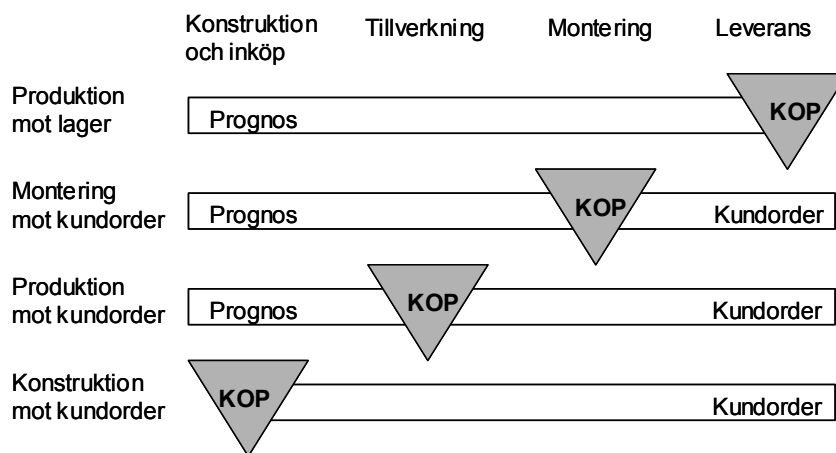 Konstruktion
och inköp
Tillverkning
Montering
Leverans
Produktion
mot lager
Prognos
KOP
Montering
mot kundorder
Prognos
KOP
Kundorder
Produktion
mot kundorder
Prognos
KOP
Kundorder
Konstruktion
mot kundorder
KOP
Kundorder